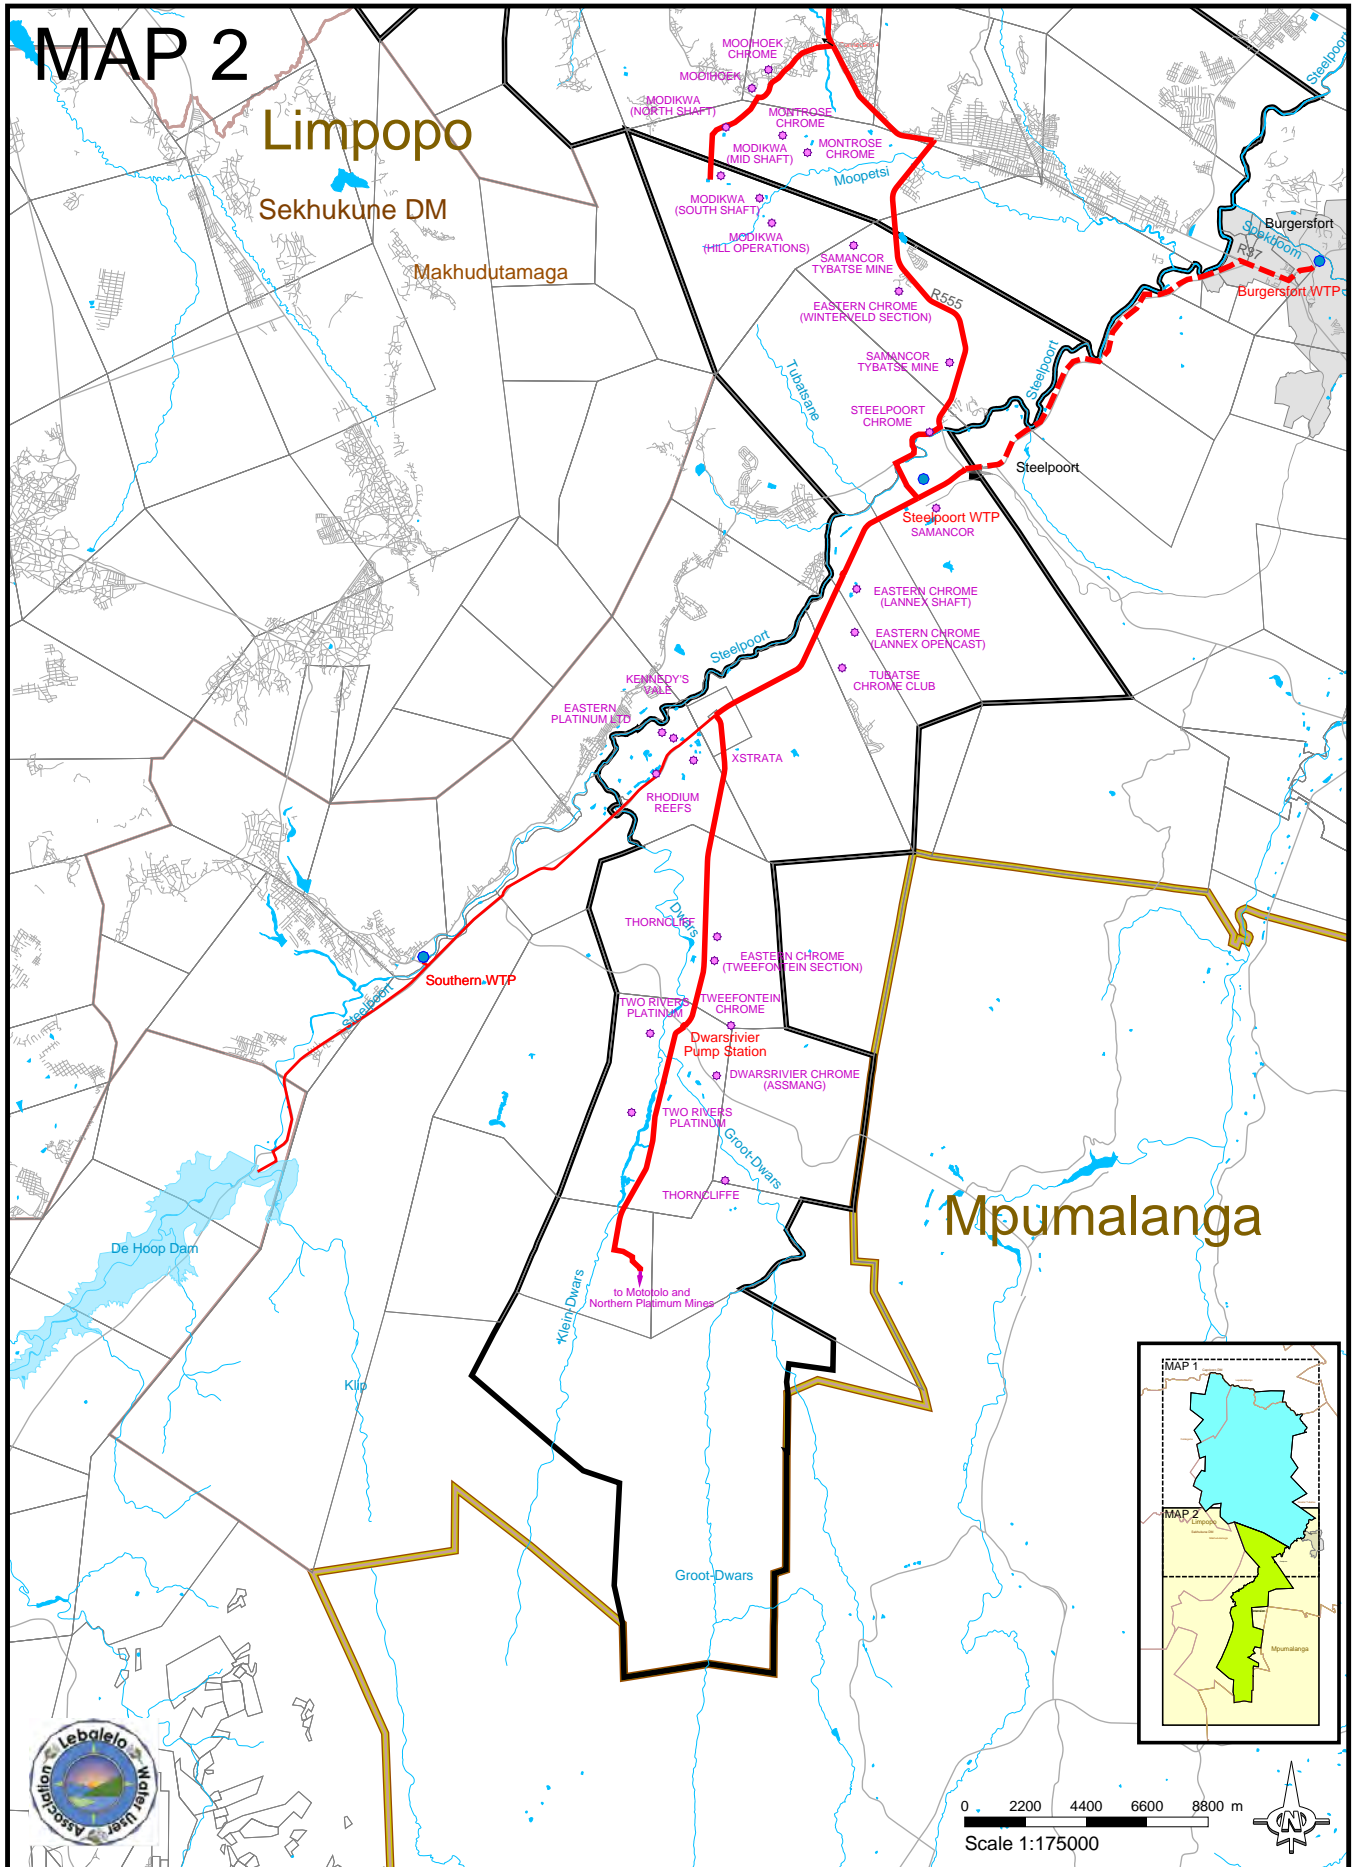 MAP 2
Limpopo
Sekhukune DM
Makhudutamaga
MOOIHOEK
CHROME
MOOIHOEK
MODIKWA
(NORTH SHAFT)
MONTROSE
CHROME
MODIKWA
(MID SHAFT)
MONTROSE
CHROME
Moopetsi
MODIKWA
(SOUTH SHAFT)
MODIKWA
(HILL OPERATIONS)
SAMANCOR
TYBATSE MINE
EASTERN CHROME
(WINTERVELD SECTION)
R555
SAMANCOR
TYBATSE MINE
STEELPOORT
CHROME
Tubatsane
Steelpoort
Steelpoort
Burgersfort
Spekboom
R37
Burgersfort WTP
Steelpoort
Steelpoort WTP
SAMANCOR
EASTERN CHROME
(LANNEX SHAFT)
EASTERN CHROME
(LANNEX OPENCAST)
TUBATSE
CHROME CLUB
Steelpoort
KENNEDY'S
VALE
EASTERN
PLATINUM LTD
XSTRATA
RHODIUM
REEFS
Dwars
THORNCLIFF
EASTERN CHROME
(TWEEFONTEIN SECTION)
Southern WTP
Steelpoort
TWO RIVERS
PLATINUM
TWEEFONTEIN
CHROME
Dwarsrivier
Pump Station
DWARSRIVIER CHROME
(ASSMANG)
TWO RIVERS
PLATINUM
Groot-Dwars
THORNCLIFFE
Mpumalanga
De Hoop Dam
to Mototolo and
Northern Platimum Mines
Klein-Dwars
Klip
Groot-Dwars
MAP 1
MAP 2
Limpopo
Mpumalanga
Lebalelo Water User Association
0 2200 4400 6600 8800 m
Scale 1:175000
N